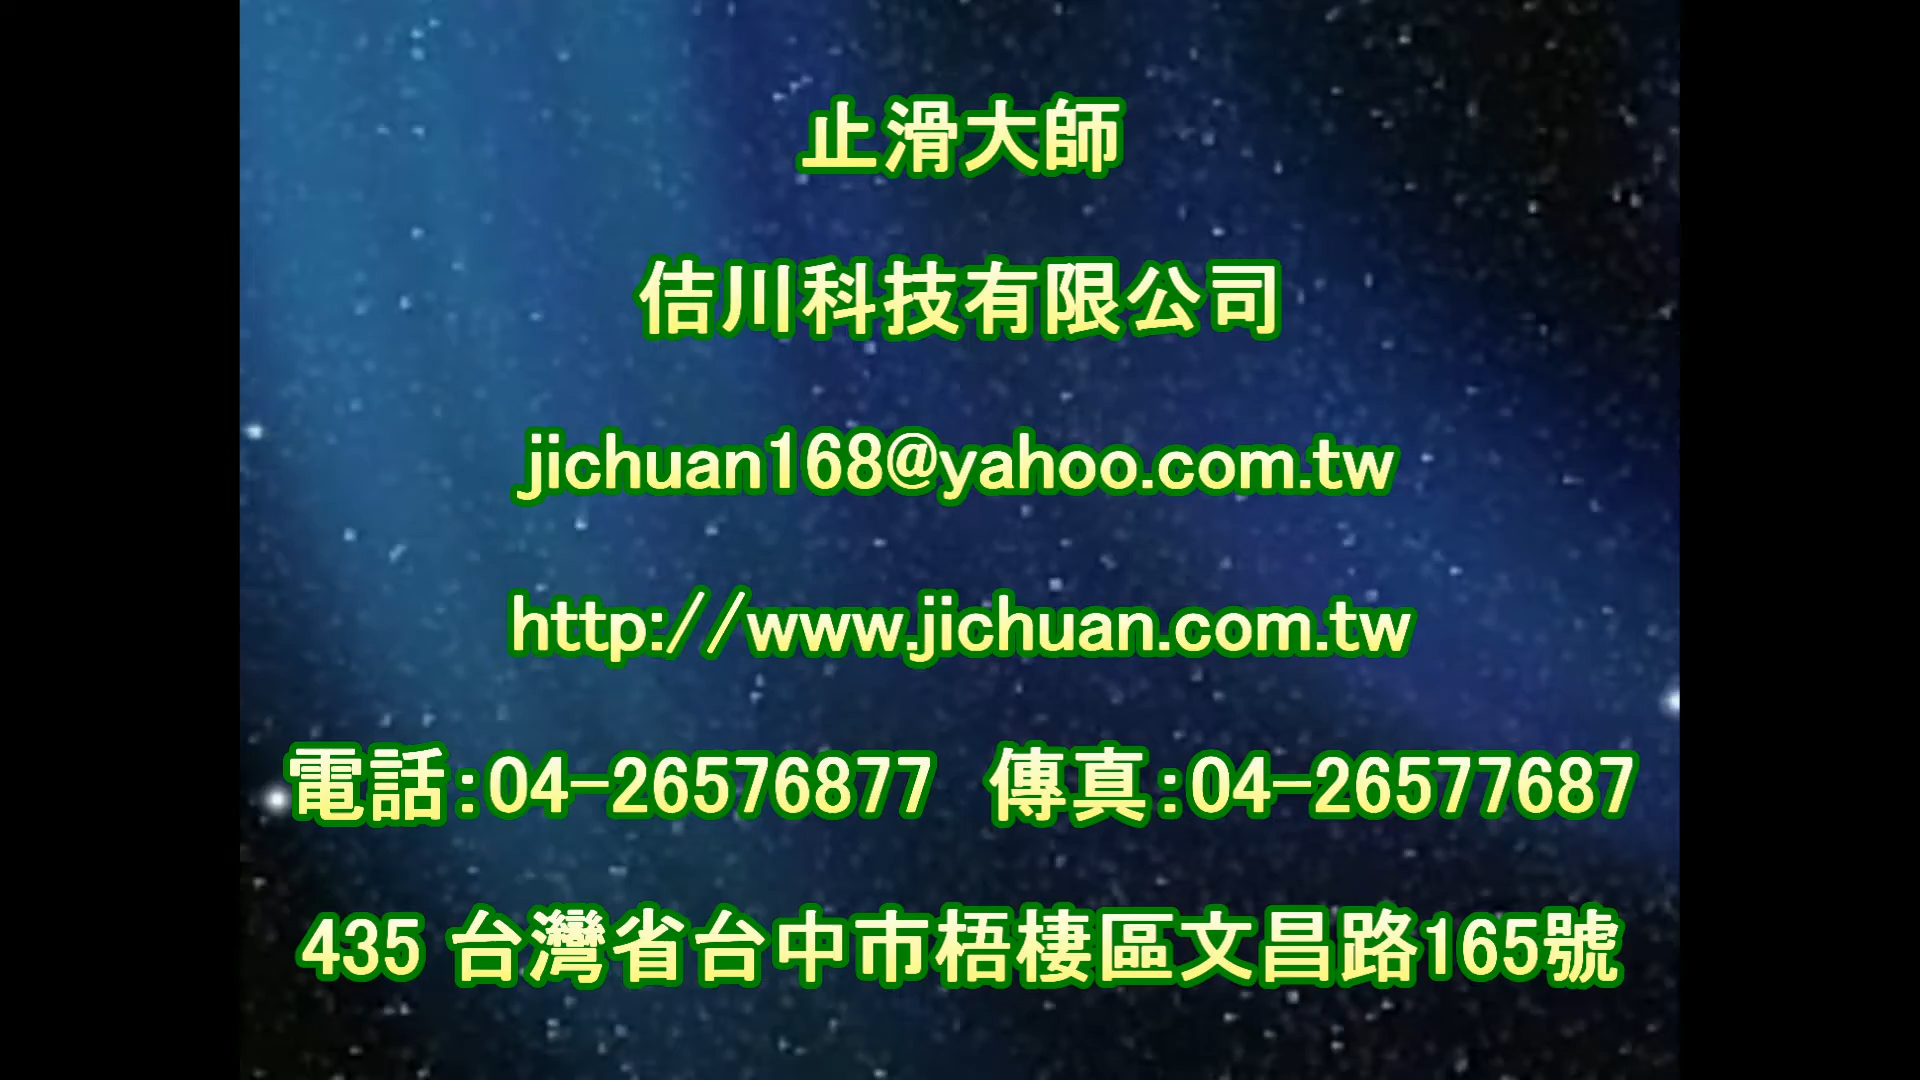 止滑大師
佶川科技有限公司
jichuan168@yahoo.com.tw
http://www.jichuan.com.tw
電話:04-26576877 傳真:04-26577687
435 台灣省台中市梧棲區文昌路165號